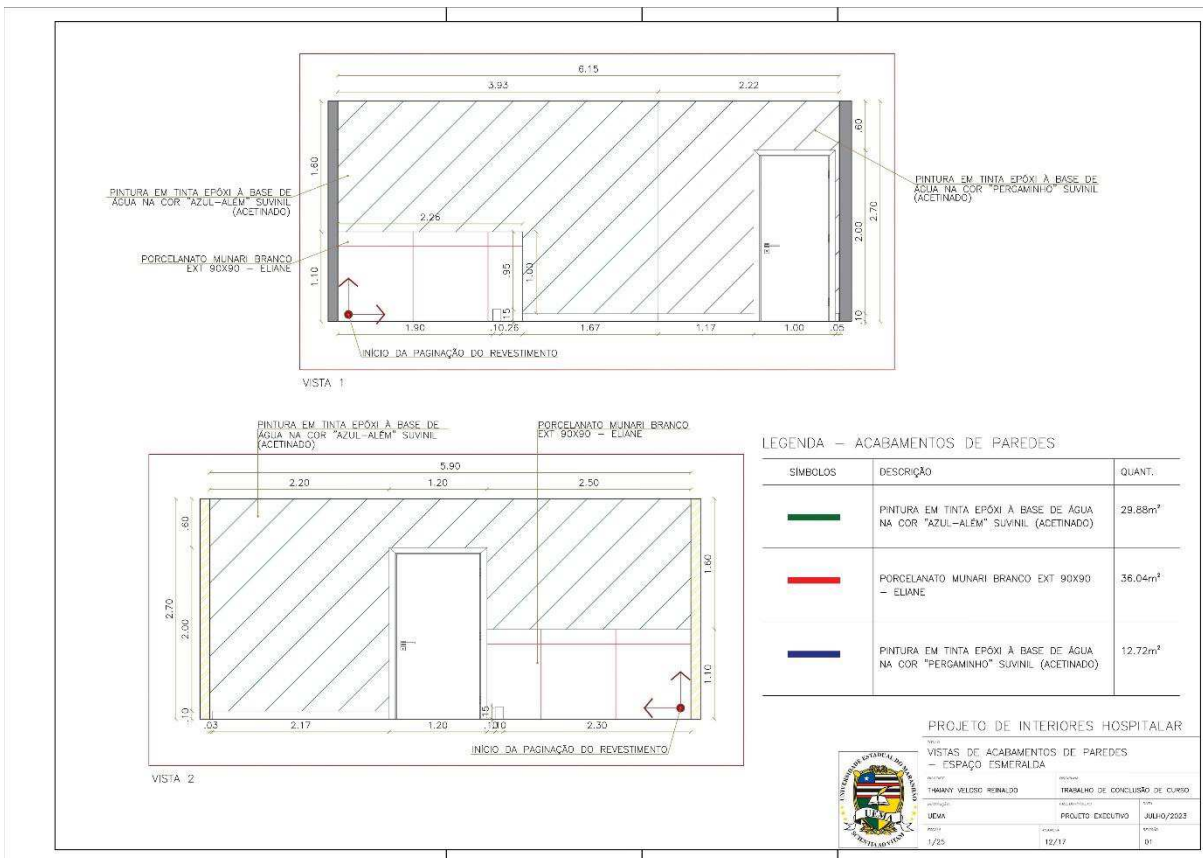 6.15
3.93
2.22
.60
1.60
PINTURA EM TINTA EPÓXI À BASE DE
ÁGUA NA COR "AZUL-ALÉM" SUVINIL
(ACETINADO)
PINTURA EM TINTA EPÓXI À BASE DE
ÁGUA NA COR "PERGAMINHO" SUVINIL
(ACETINADO)
2.70
2.26
2.00
PORCELANATO MUNARI BRANCO
EXT 90X90 - ELIANE
.95
1.00
1.10
.15
.10
1.90
.10
.26
1.67
1.17
1.00
.05
INÍCIO DA PAGINAÇÃO DO REVESTIMENTO
VISTA 1
PINTURA EM TINTA EPÓXI À BASE DE
ÁGUA NA COR "AZUL-ALÉM" SUVINIL
(ACETINADO)
PORCELANATO MUNARI BRANCO
EXT 90X90 - ELIANE
5.90
2.20
1.20
2.50
.60
1.60
2.70
2.00
1.10
.10
.15
.03
2.17
1.20
.10
.10
2.30
INÍCIO DA PAGINAÇÃO DO REVESTIMENTO
VISTA 2
LEGENDA - ACABAMENTOS DE PAREDES
SÍMBOLOS DESCRIÇÃO QUANT.
PINTURA EM TINTA EPÓXI À BASE DE ÁGUA 29.88m²
NA COR "AZUL-ALÉM" SUVINIL (ACETINADO)
PORCELANATO MUNARI BRANCO EXT 90X90 36.04m²
- ELIANE
PINTURA EM TINTA EPÓXI À BASE DE ÁGUA 12.72m²
NA COR "PERGAMINHO" SUVINIL (ACETINADO)
PROJETO DE INTERIORES HOSPITALAR
VISTAS DE ACABAMENTOS DE PAREDES
- ESPAÇO ESMERALDA
THAIANY VELOSO REINALDO TRABALHO DE CONCLUSÃO DE CURSO
UEMA PROJETO EXECUTIVO JULHO/2023
1/25 12/17 01
UNIVERSIDADE ESTADUAL DO MARANHÃO
UEMA